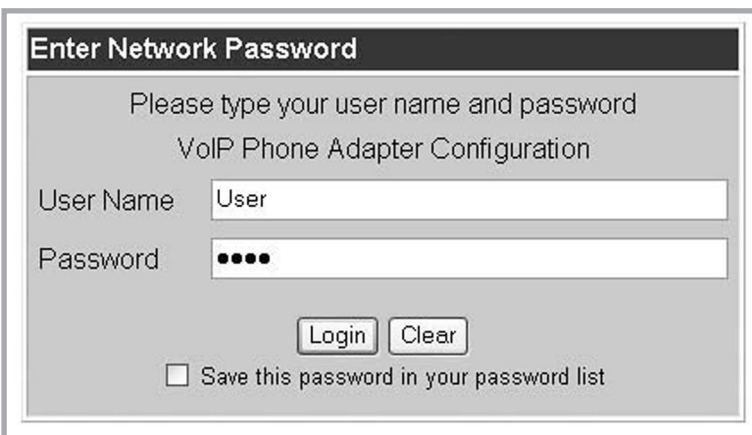 Enter Network Password
Please type your user name and password
VoIP Phone Adapter Configuration
User Name User
Password ••••
Login Clear
Save this password in your password list